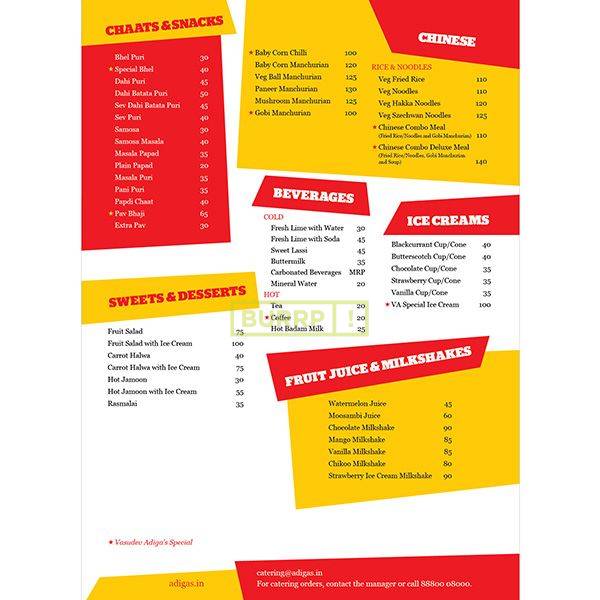 CHAATS & SNACKS
Bhel Puri 30
★ Special Bhel 40
Dahi Puri 45
Dahi Batata Puri 50
Sev Dahi Batata Puri 45
Sev Puri 40
Samosa 30
Samosa Masala 40
Masala Papad 35
Plain Papad 20
Masala Puri 35
Pani Puri 35
Papdi Chaat 40
★ Pav Bhaji 65
Extra Pav 30
CHINESE
★ Baby Corn Chilli 100
Baby Corn Manchurian 120
Veg Ball Manchurian 125
Paneer Manchurian 130
Mushroom Manchurian 125
★ Gobi Manchurian 100
RICE & NOODLES
Veg Fried Rice 110
Veg Noodles 110
Veg Hakka Noodles 120
Veg Szechwan Noodles 125
★ Chinese Combo Meal
(Fried Rice/Noodles and Gobi Manchurian) 110
★ Chinese Combo Deluxe Meal
(Fried Rice/Noodles, Gobi Manchurian
and Soup) 140
BEVERAGES
COLD
Fresh Lime with Water 30
Fresh Lime with Soda 45
Sweet Lassi 45
Buttermilk 35
Carbonated Beverages MRP
Mineral Water 20
HOT
Tea 20
★ Coffee 20
Hot Badam Milk 25
ICE CREAMS
Blackcurrant Cup/Cone 40
Butterscotch Cup/Cone 40
Chocolate Cup/Cone 35
Strawberry Cup/Cone 35
Vanilla Cup/Cone 35
★ VA Special Ice Cream 100
SWEETS & DESSERTS
Fruit Salad 75
Fruit Salad with Ice Cream 100
Carrot Halwa 40
Carrot Halwa with Ice Cream 75
Hot Jamoon 30
Hot Jamoon with Ice Cream 55
Rasmalai 35
BURRP!
FRUIT JUICE & MILKSHAKES
Watermelon Juice 45
Moosambi Juice 60
Chocolate Milkshake 90
Mango Milkshake 85
Vanilla Milkshake 85
Chikoo Milkshake 80
Strawberry Ice Cream Milkshake 90
★ Vasudev Adiga's Special
adigas.in
catering@adigas.in
For catering orders, contact the manager or call 88800 08000.